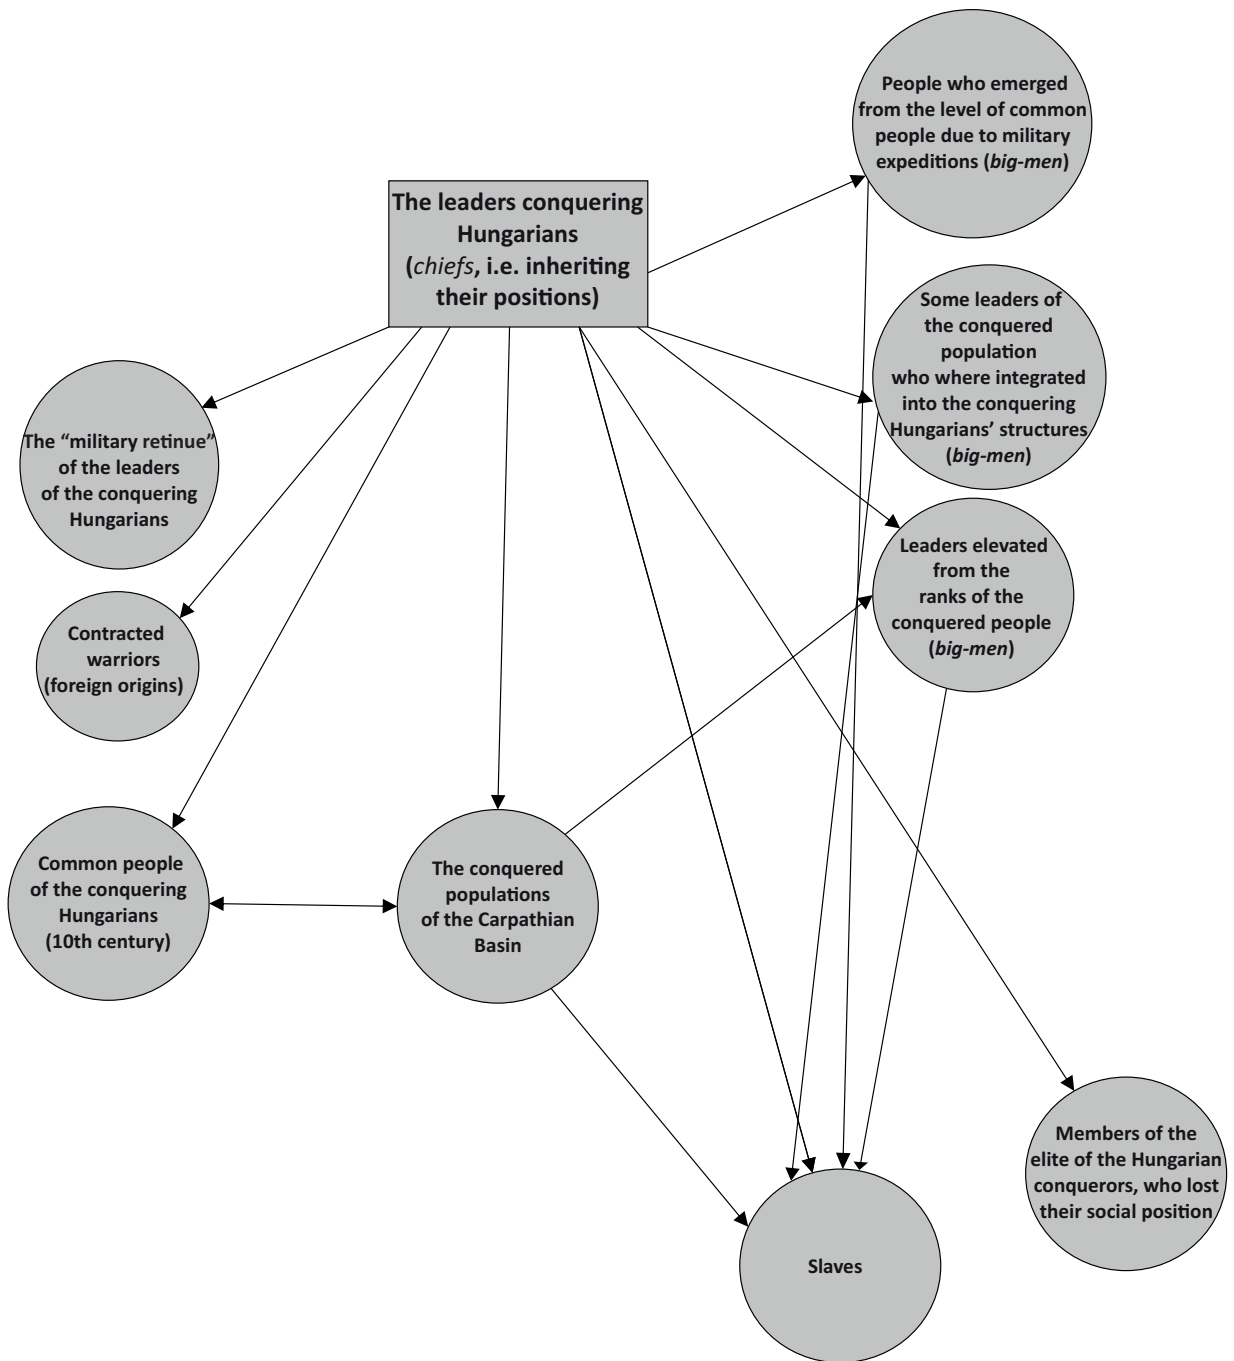 People who emerged
from the level of common
people due to military
expeditions (big-men)
The leaders conquering
Hungarians
(chiefs, i.e. inheriting
their positions)
Some leaders of
the conquered
population
who where integrated
into the conquering
Hungarians’ structures
(big-men)
The “military retinue”
of the leaders
of the conquering
Hungarians
Leaders elevated
from the
ranks of the
conquered people
(big-men)
Contracted
warriors
(foreign origins)
Common people
of the conquering
Hungarians
(10th century)
The conquered
populations
of the Carpathian
Basin
Members of the
elite of the Hungarian
conquerors, who lost
their social position
Slaves